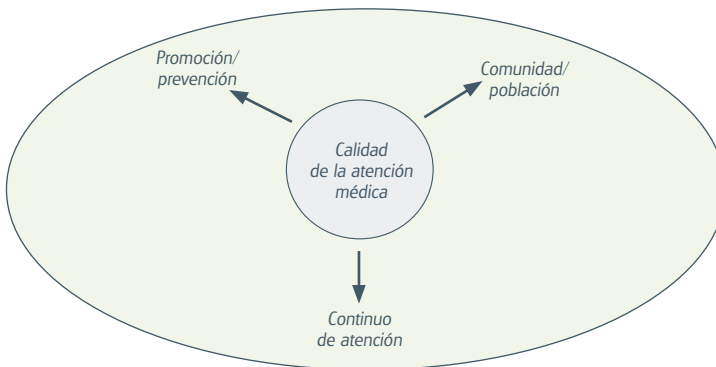 Promoción/
prevención
Comunidad/
población
Calidad
de la atención
médica
Continuo
de atención